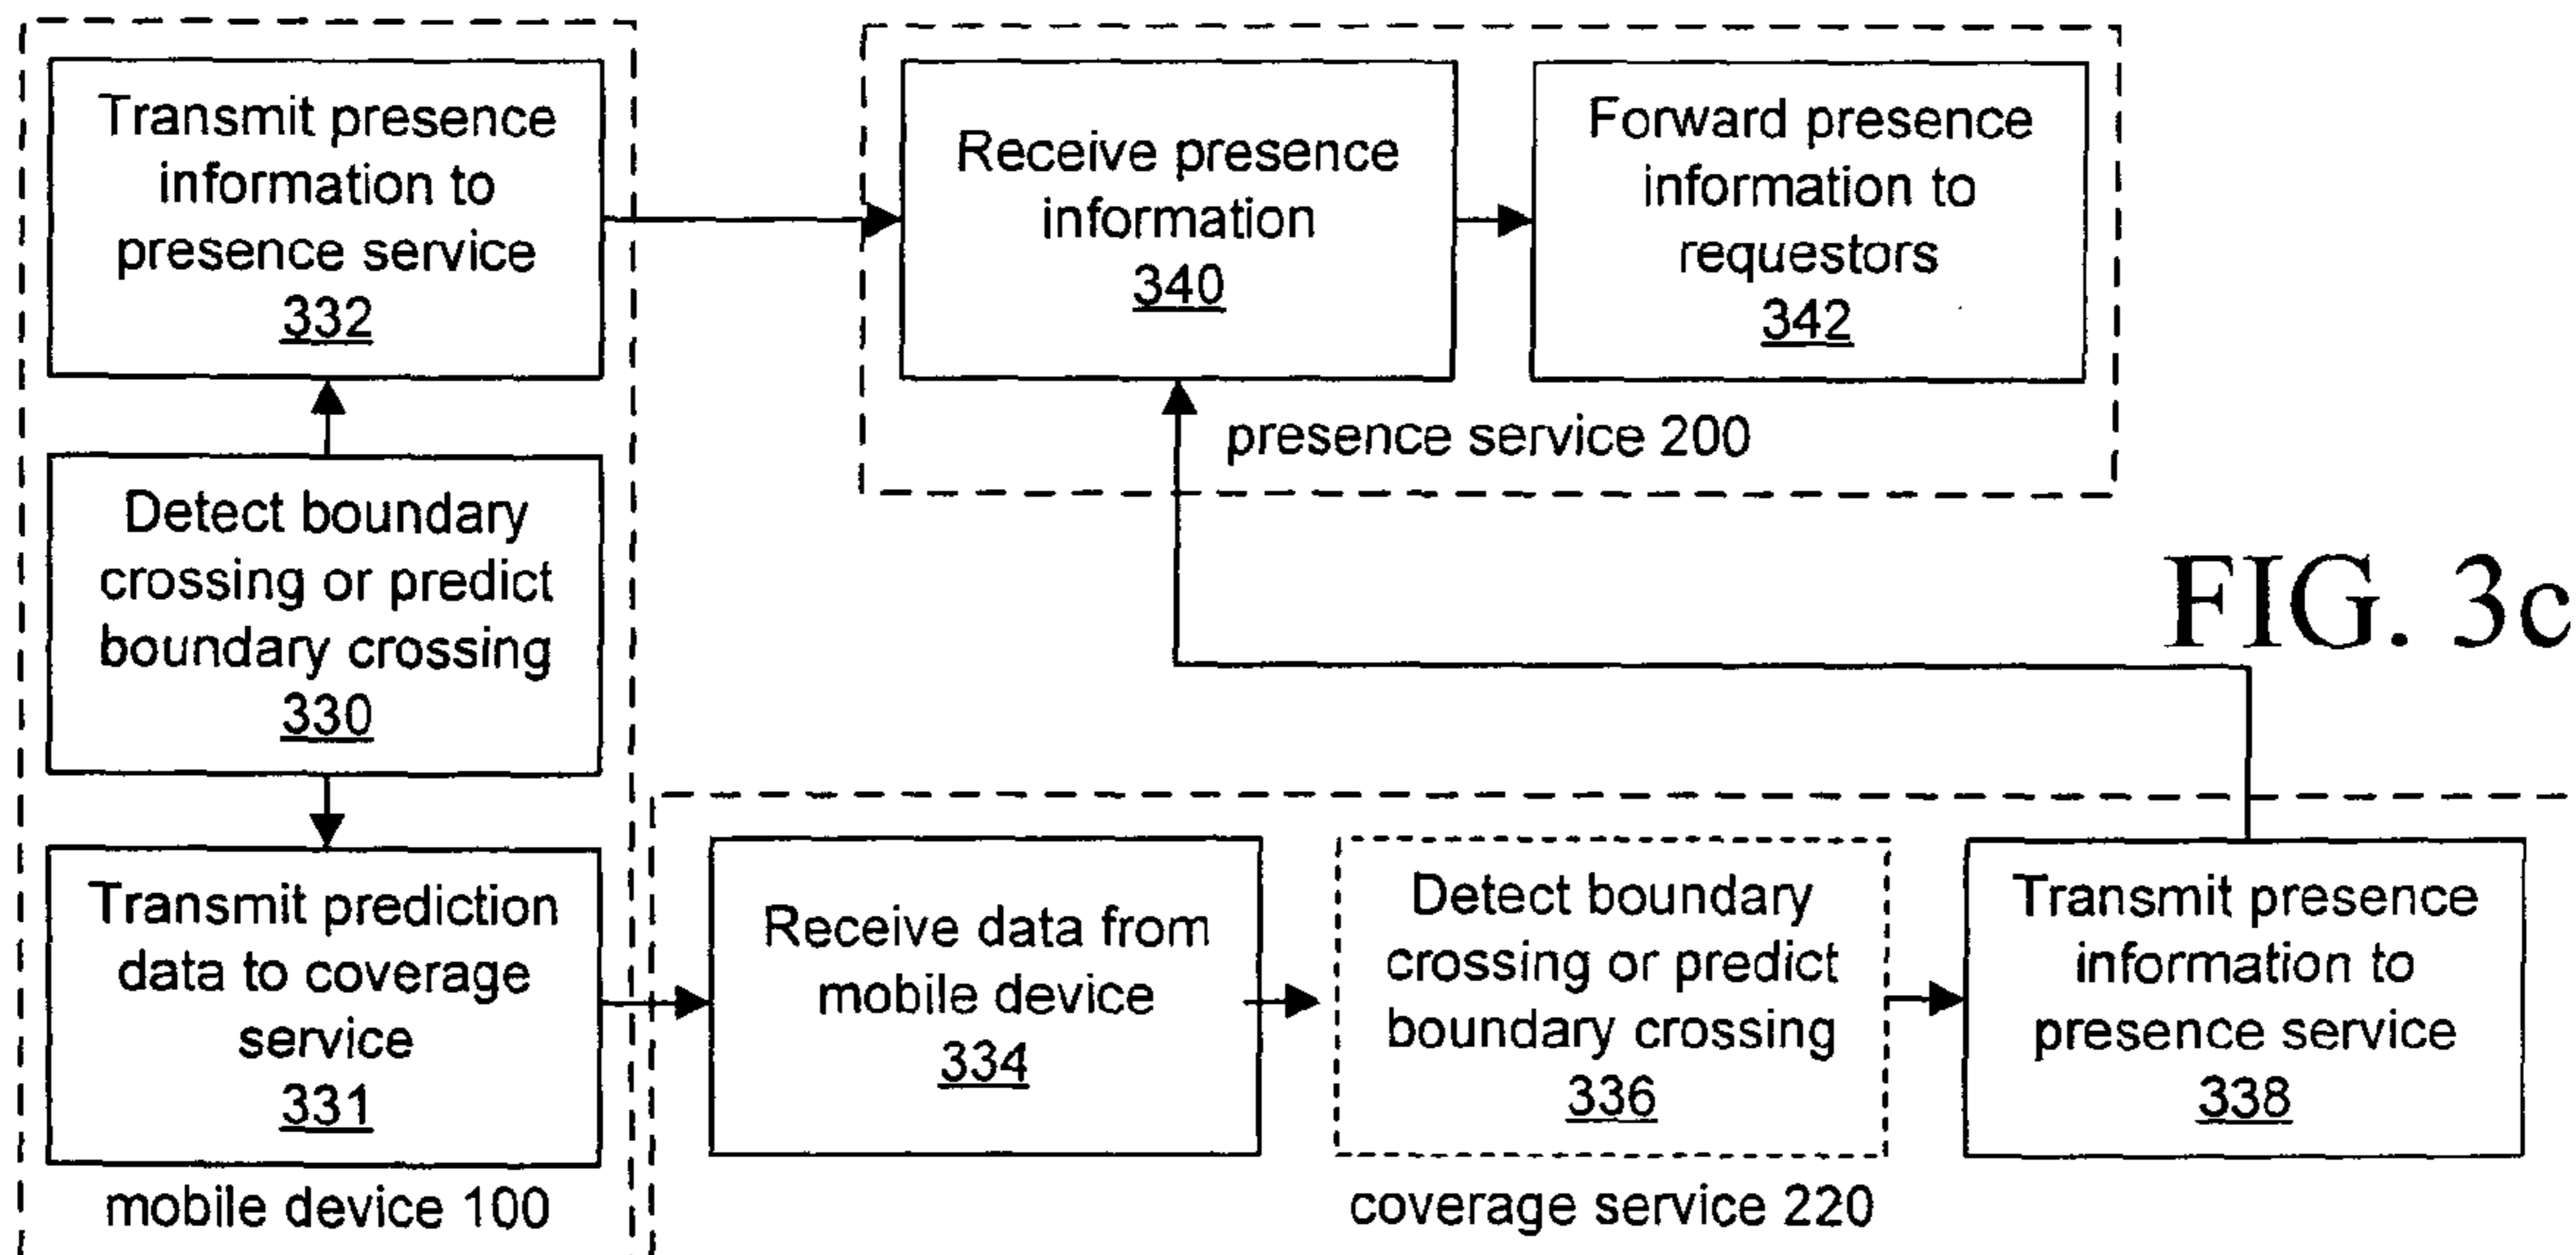 Transmit presence
information to
presence service
332
Receive presence
information
340
Forward presence
information to
requestors
342
presence service 200
Detect boundary
crossing or predict
boundary crossing
330
FIG. 3c
Transmit prediction
data to coverage
service
331
mobile device 100
Receive data from
mobile device
334
Detect boundary
crossing or predict
boundary crossing
336
Transmit presence
information to
presence service
338
coverage service 220